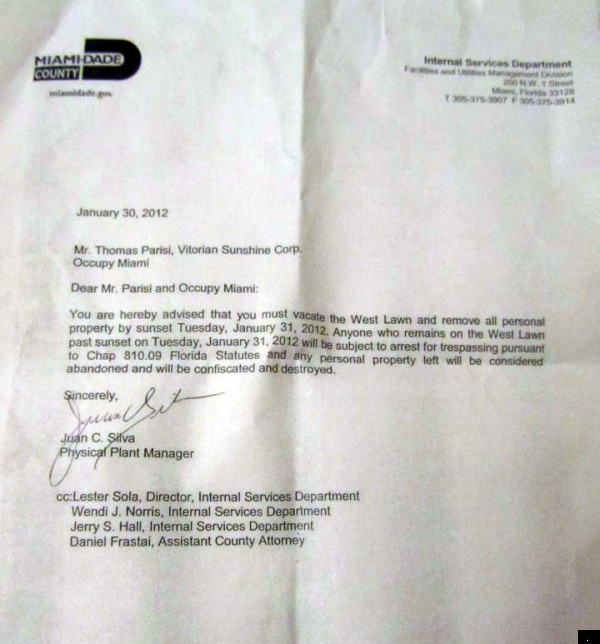 MIAMI-DADE
COUNTY
miamidade.gov
Internal Services Department
Facilities and Utilities Management Division
200 N.W. 1 Street
Miami, Florida 33128
T 305-375-3907 F 305-375-3914
January 30, 2012
Mr. Thomas Parisi, Vitorian Sunshine Corp.
Occupy Miami
Dear Mr. Parisi and Occupy Miami:
You are hereby advised that you must vacate the West Lawn and remove all personal
property by sunset Tuesday, January 31, 2012. Anyone who remains on the West Lawn
past sunset on Tuesday, January 31, 2012 will be subject to arrest for trespassing pursuant
to Chap 810.09 Florida Statutes and any personal property left will be considered
abandoned and will be confiscated and destroyed.
Sincerely,
Juan C. Silva
Physical Plant Manager
cc:Lester Sola, Director, Internal Services Department
Wendi J. Norris, Internal Services Department
Jerry S. Hall, Internal Services Department
Daniel Frastai, Assistant County Attorney